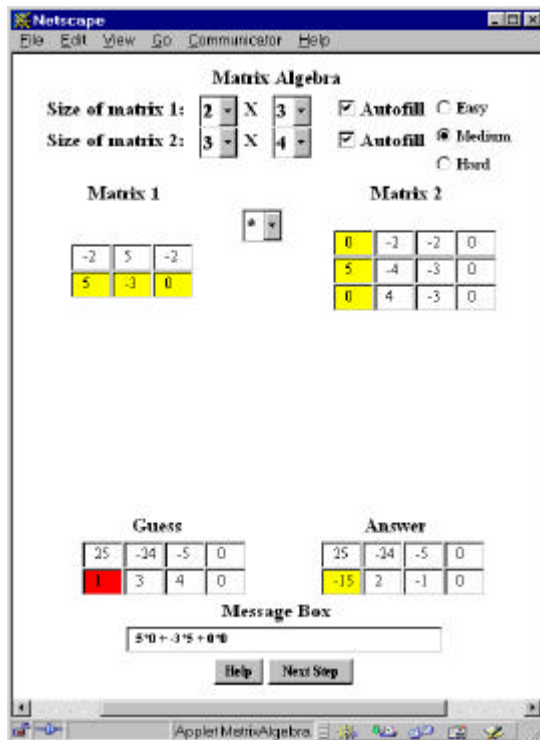 Netscape
File Edit View Go Communicator Help
Matrix Algebra
Size of matrix 1: 2 X 3 Autofill Easy
Size of matrix 2: 3 X 4 Autofill Medium
Hard
Matrix 1 Matrix 2
*
0 -2 -2 0
-2 5 -2
5 -4 -3 0
5 -3 0
0 4 -3 0
Guess Answer
25 -24 -5 0 25 -24 -5 0
1 3 4 0 -15 2 -1 0
Message Box
5*0 + -3*5 + 0*0
Help Next Step
Applet MatrixAlgebra